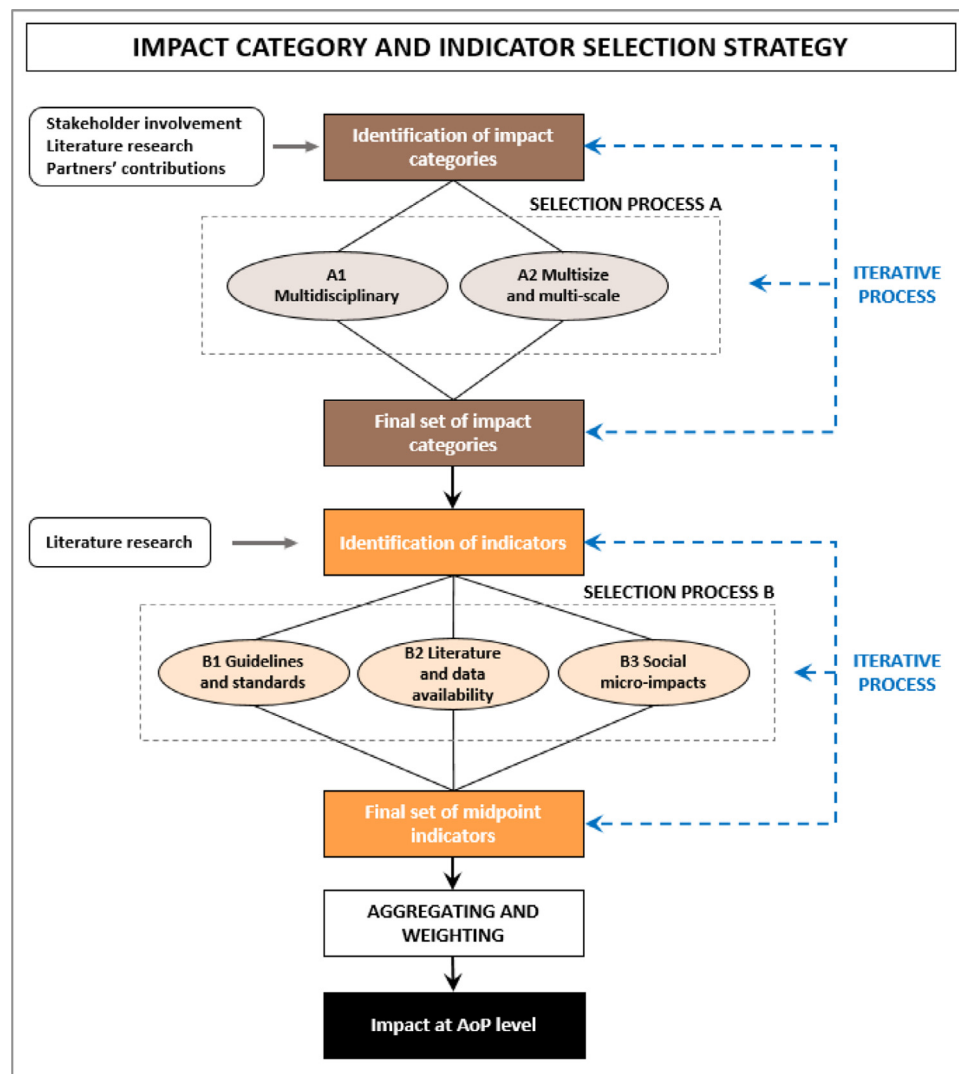 IMPACT CATEGORY AND INDICATOR SELECTION STRATEGY
Stakeholder involvement
Literature research
Partners' contributions
Identification of impact
categories
SELECTION PROCESS A
A1
Multidisciplinary
A2 Multisize
and multi-scale
ITERATIVE
PROCESS
Final set of impact
categories
Literature research
Identification of indicators
SELECTION PROCESS B
B1 Guidelines
and standards
B2 Literature
and data
availability
B3 Social
micro-impacts
ITERATIVE
PROCESS
Final set of midpoint
indicators
AGGREGATING AND
WEIGHTING
Impact at AoP level